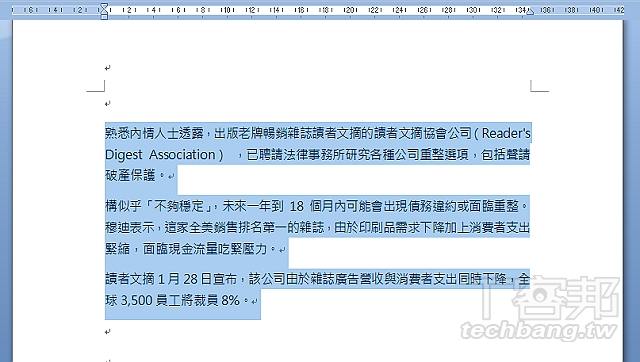 6 4 2 2 4 6 8 10 12 14 16 18 20 22 24 26 28 30 32 34 36 38 40 42
熟悉內情人士透露，出版老牌暢銷雜誌讀者文摘的讀者文摘協會公司（Reader's
Digest Association），已聘請法律事務所研究各種公司重整選項，包括聲請
破產保護。
構似乎「不夠穩定」，未來一年到 18 個月內可能會出現債務違約或面臨重整。
穆迪表示，這家全美銷售排名第一的雜誌，由於印刷品需求下降加上消費者支出
緊縮，面臨現金流量吃緊壓力。
讀者文摘 1 月 28 日宣布，該公司由於雜誌廣告營收與消費者支出同時下降，全
球 3,500 員工將裁員 8%。
卡客邦
techbang.tw